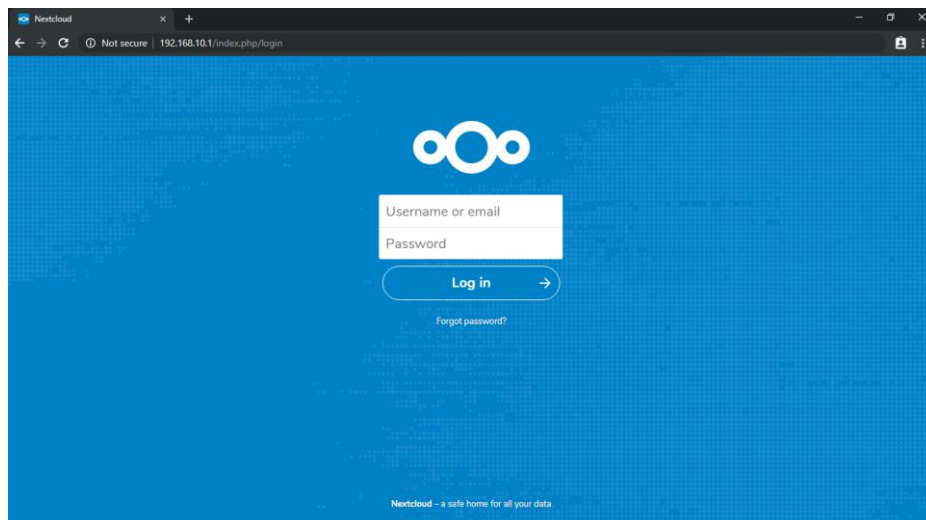 Nextcloud
Not secure | 192.168.10.1/index.php/login
Username or email
Password
Log in
Forgot password?
Nextcloud – a safe home for all your data